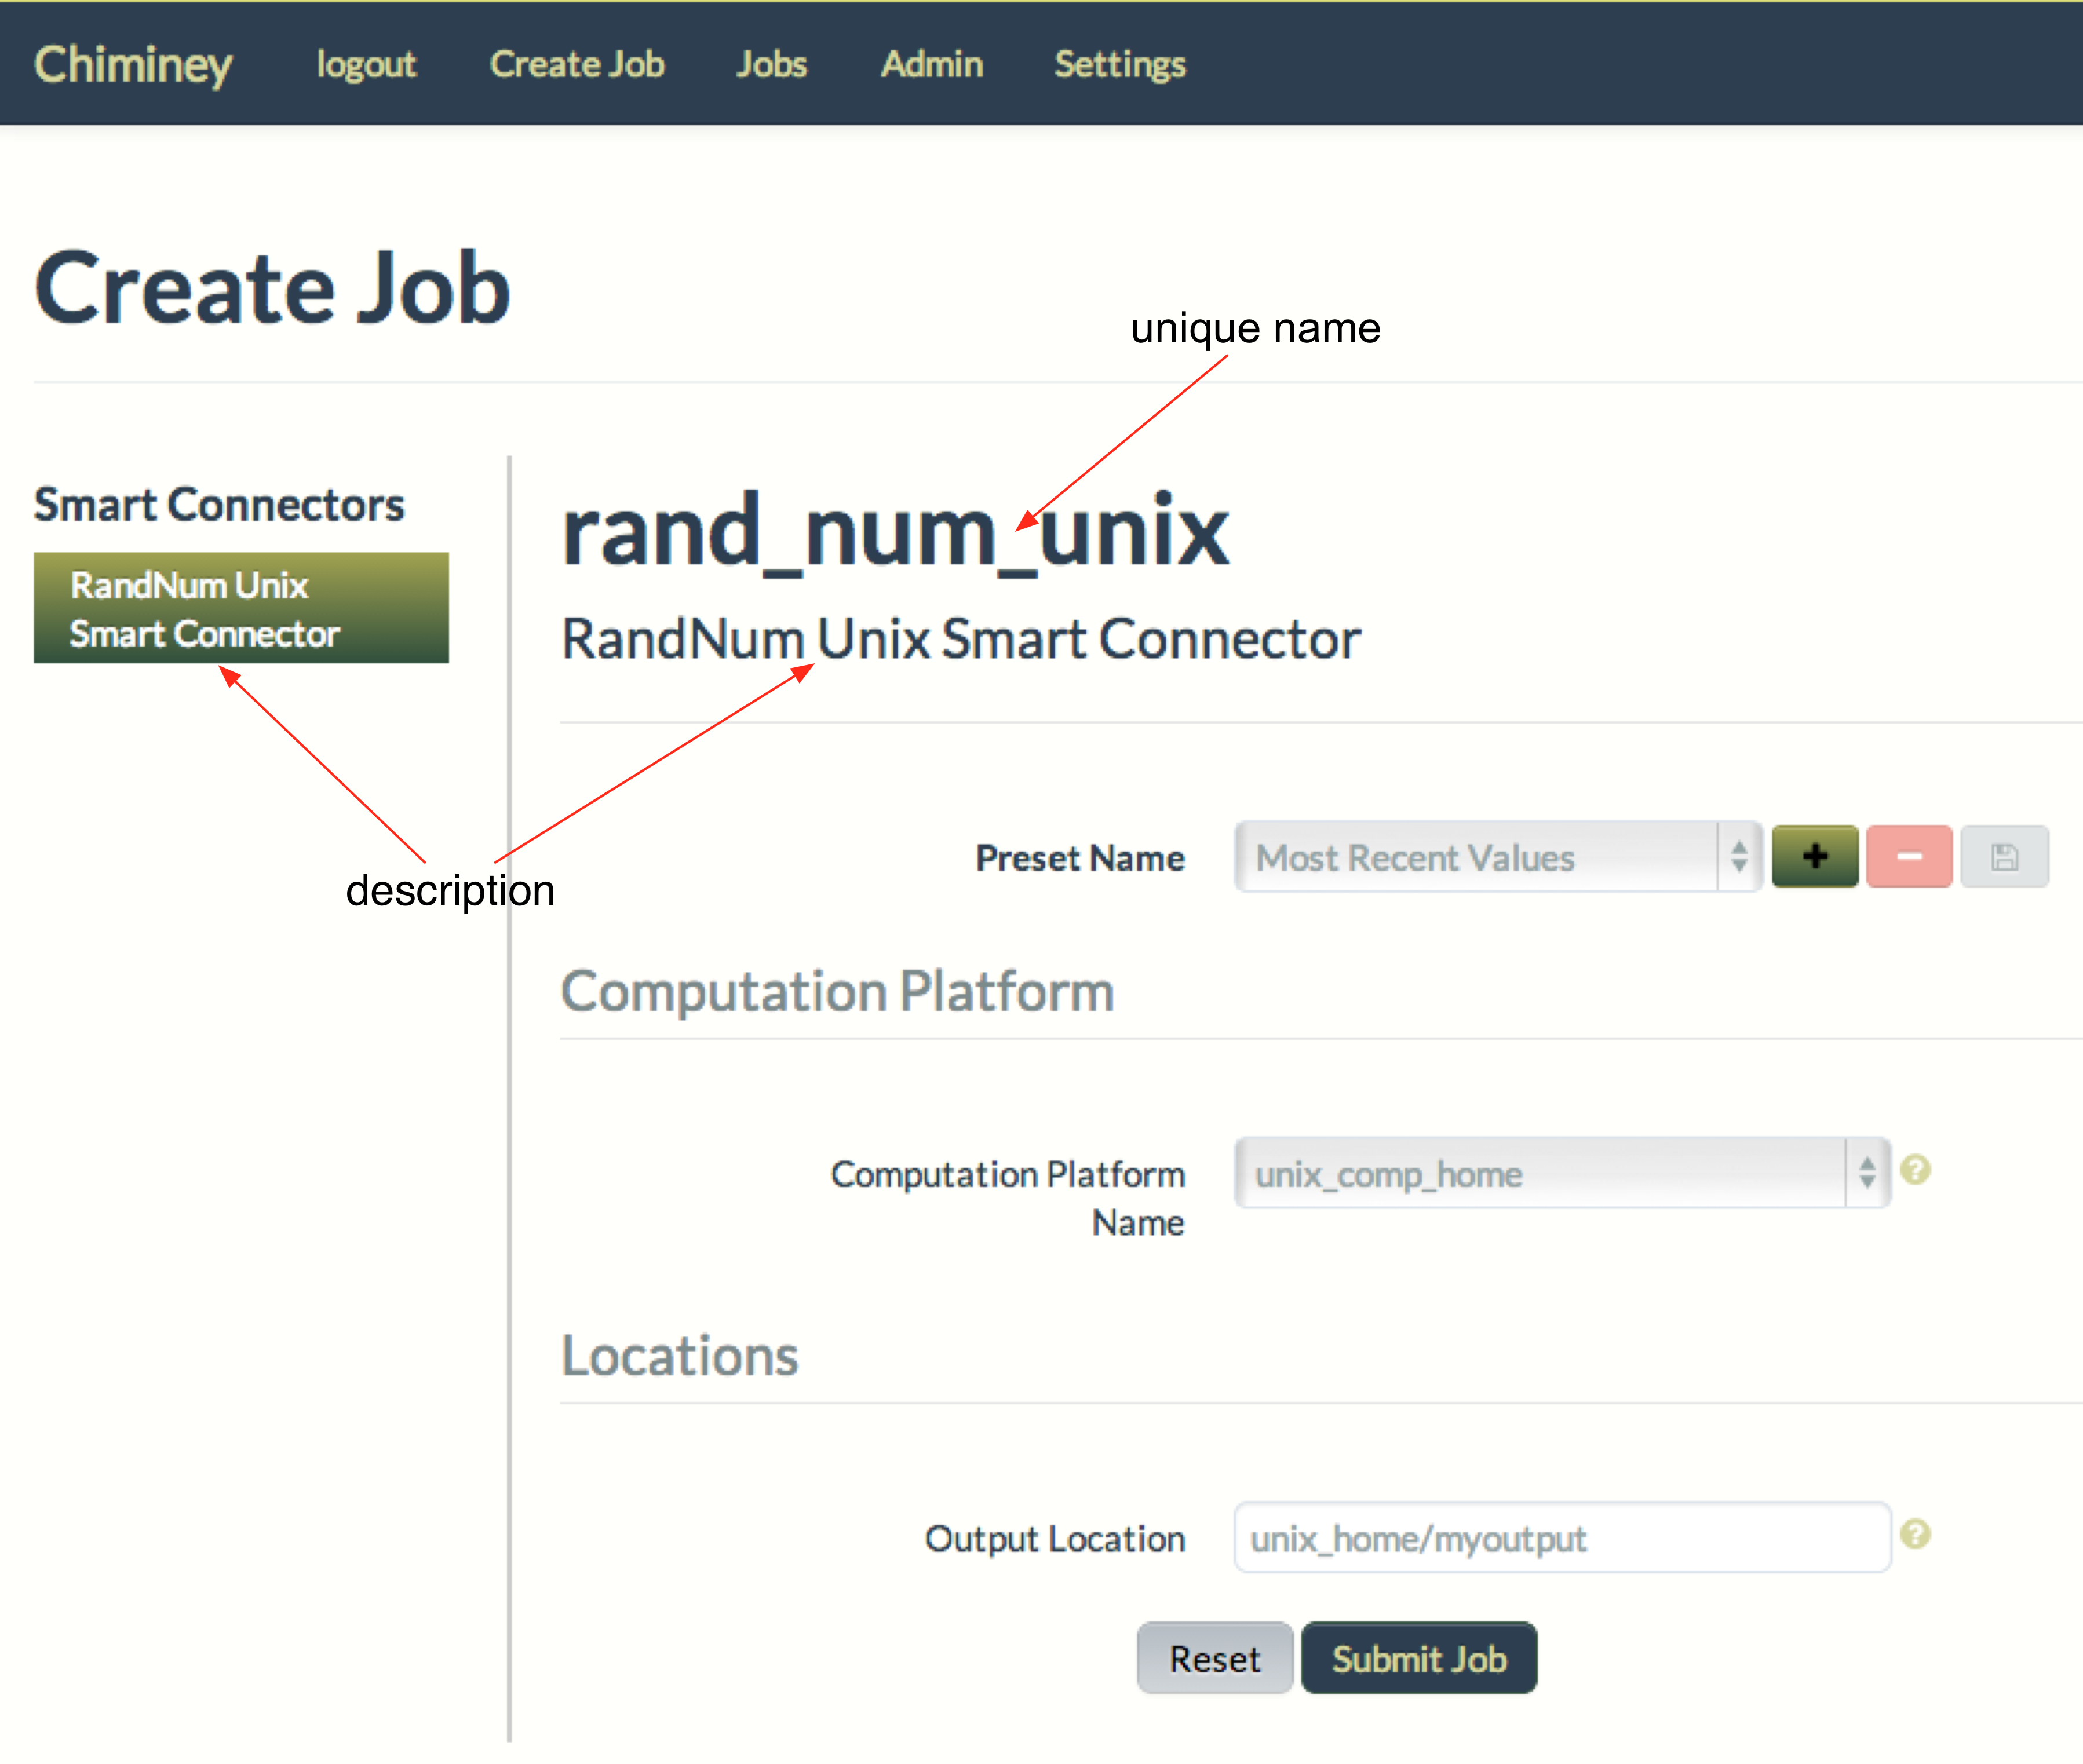 Chiminey logout Create Job Jobs Admin Settings
Create Job
unique name
Smart Connectors
RandNum Unix
Smart Connector
rand_num_unix
RandNum Unix Smart Connector
description
Preset Name Most Recent Values
Computation Platform
Computation Platform
Name
unix_comp_home
Locations
Output Location unix_home/myoutput
Reset Submit Job